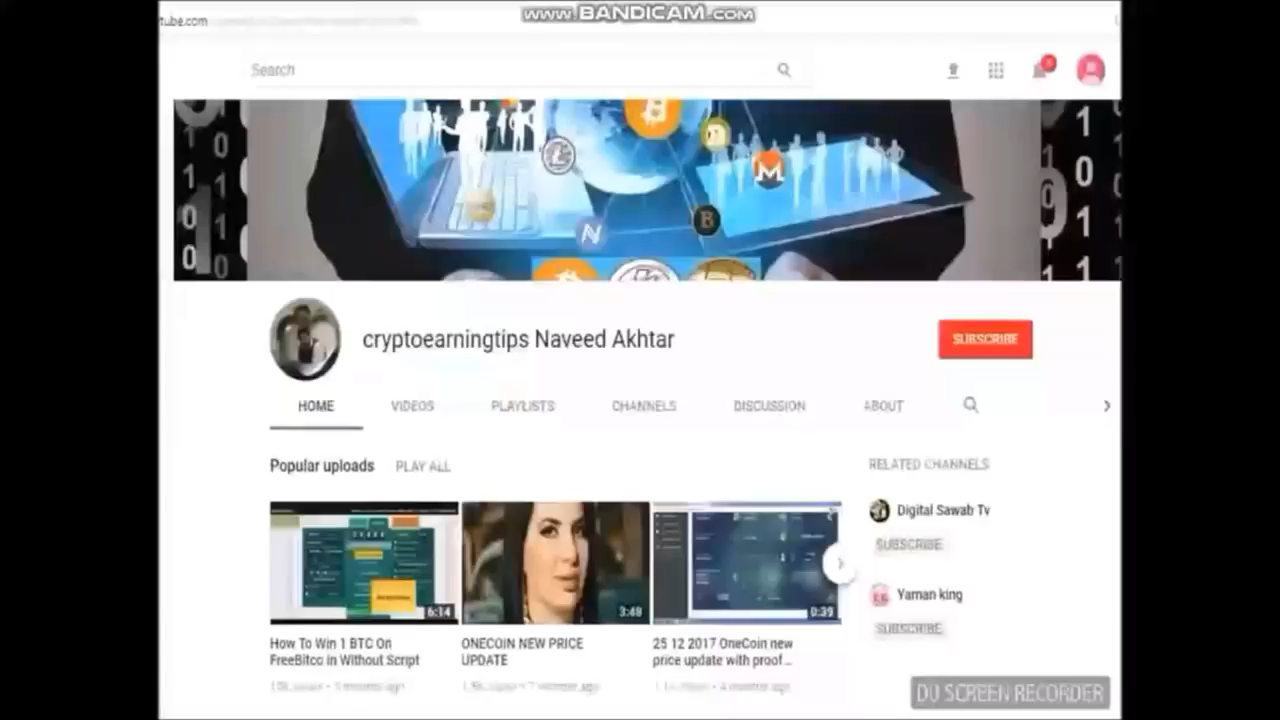 www.BANDICAM.com
tube.com
Search
cryptoearningtips Naveed Akhtar
SUBSCRIBE
HOME VIDEOS PLAYLISTS CHANNELS DISCUSSION ABOUT
Popular uploads PLAY ALL
RELATED CHANNELS
Digital Sawab Tv
SUBSCRIBE
Yaman king
SUBSCRIBE
6:14
3:48
0:39
How To Win 1 BTC On
FreeBitco in Without Script
ONECOIN NEW PRICE
UPDATE
25 12 2017 OneCoin new
price update with proof...
DU SCREEN RECORDER